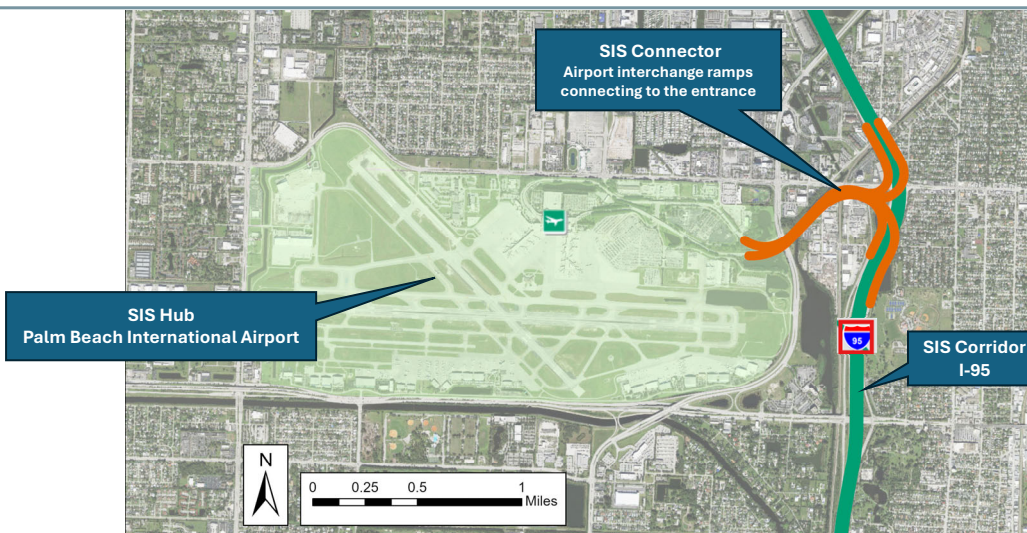 SIS Connector
Airport interchange ramps
connecting to the entrance
SIS Hub
Palm Beach International Airport
95
SIS Corridor
I-95
N
0 0.25 0.5 1
Miles